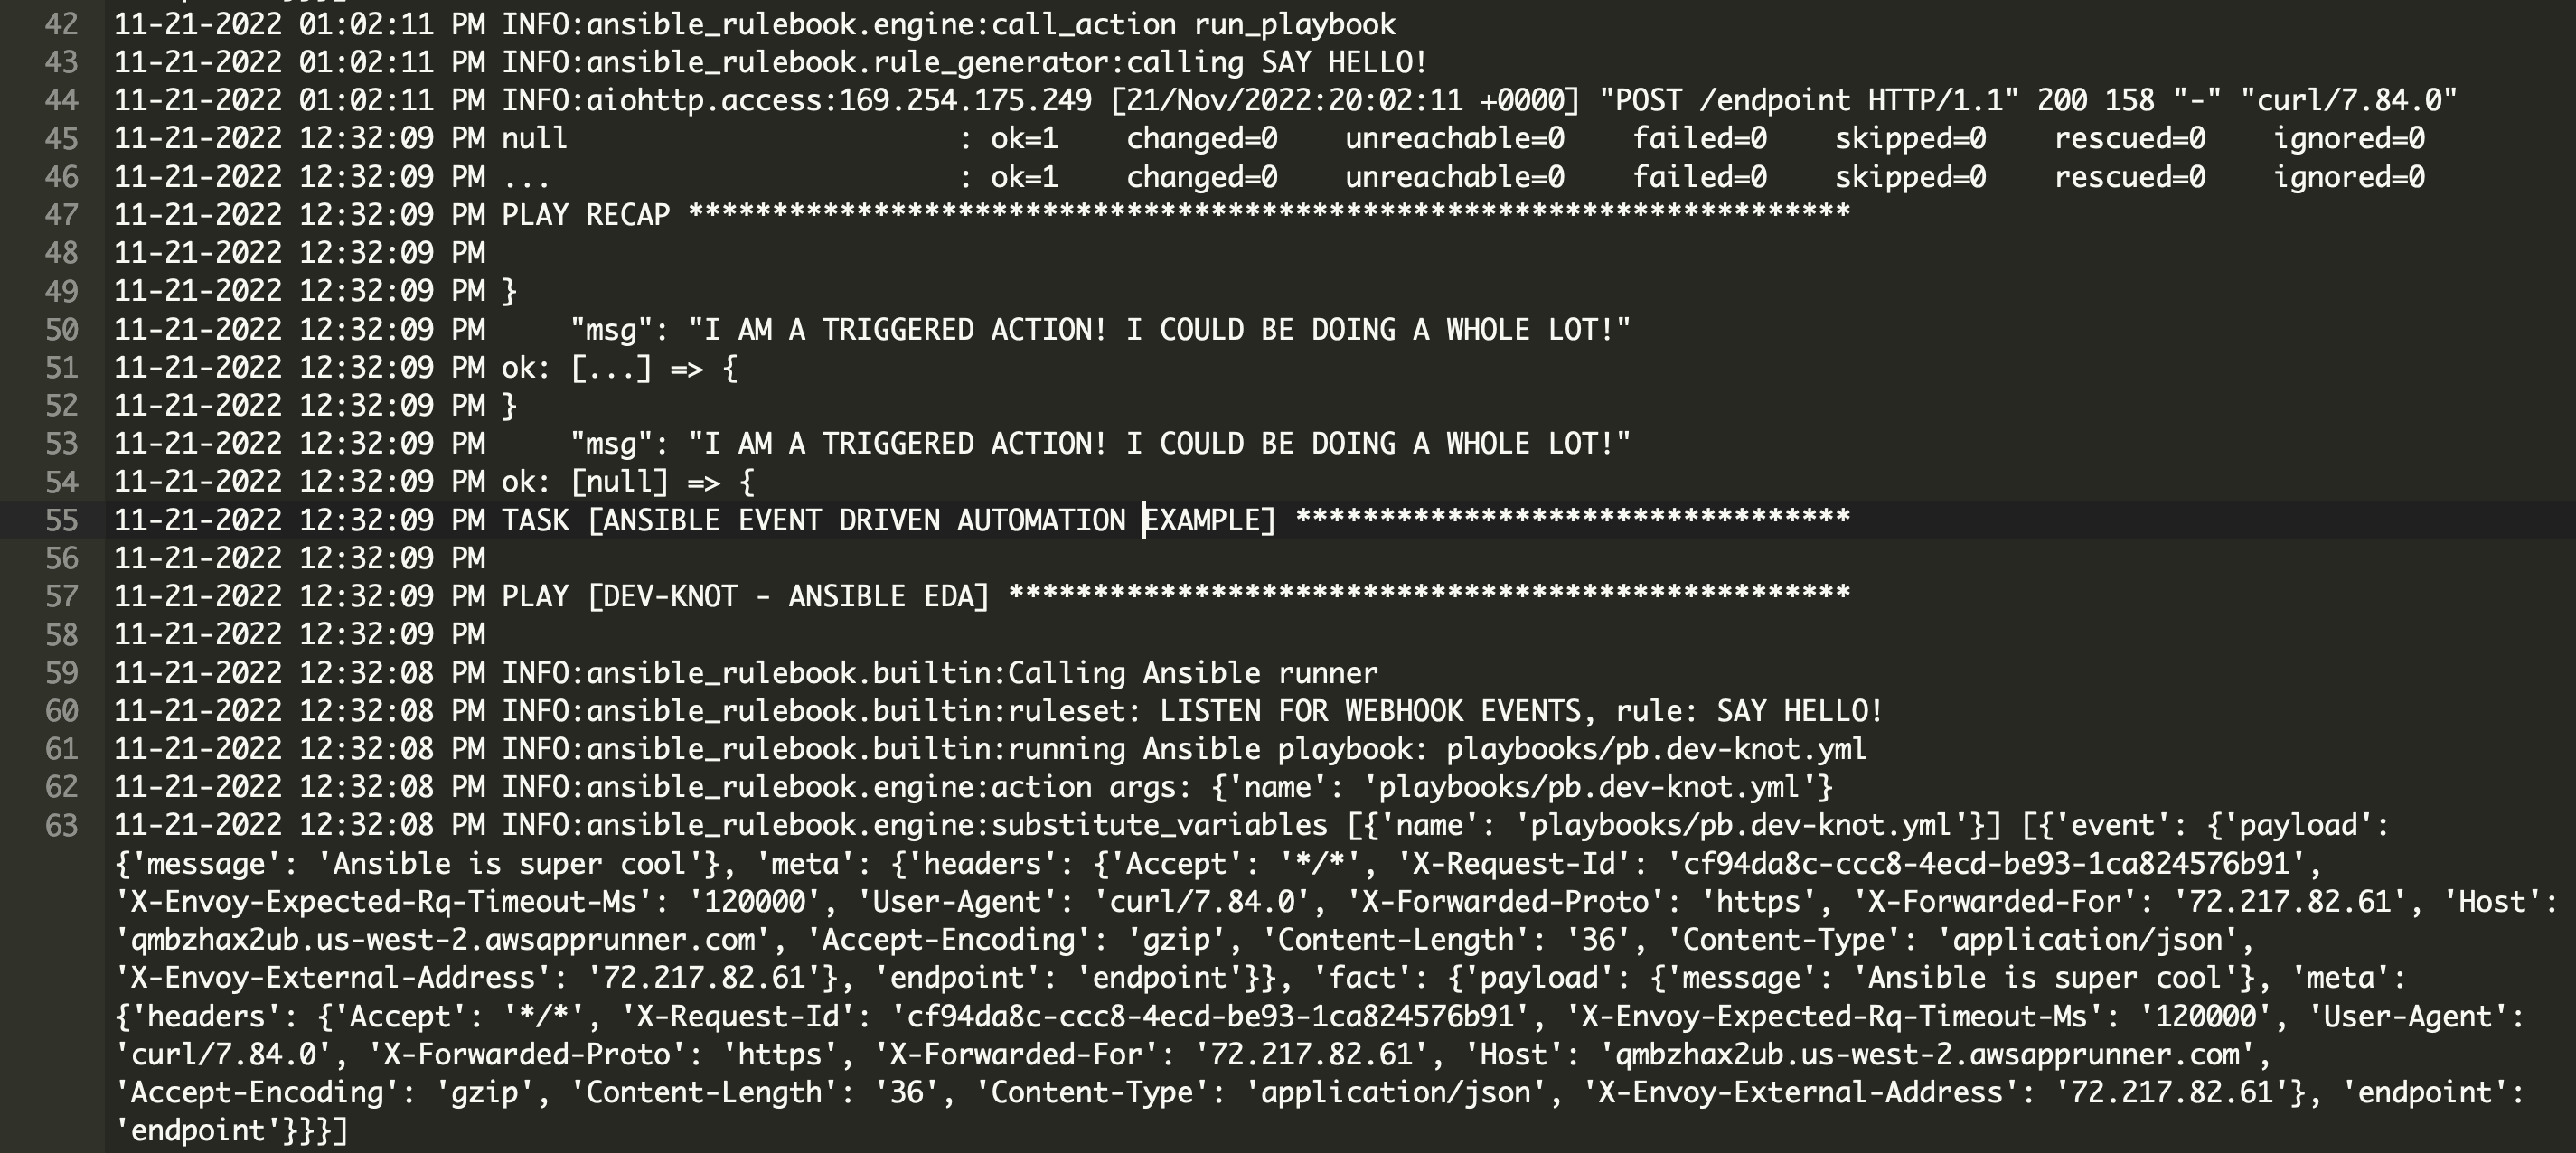 42 11-21-2022 01:02:11 PM INFO:ansible_rulebook.engine:call_action run_playbook
43 11-21-2022 01:02:11 PM INFO:ansible_rulebook.rule_generator:calling SAY HELLO!
44 11-21-2022 01:02:11 PM INFO:aiohttp.access:169.254.175.249 [21/Nov/2022:20:02:11 +0000] "POST /endpoint HTTP/1.1" 200 158 "-" "curl/7.84.0"
45 11-21-2022 12:32:09 PM null                       : ok=1    changed=0    unreachable=0    failed=0    skipped=0    rescued=0    ignored=0
46 11-21-2022 12:32:09 PM ...                        : ok=1    changed=0    unreachable=0    failed=0    skipped=0    rescued=0    ignored=0
47 11-21-2022 12:32:09 PM PLAY RECAP *********************************************************************
48 11-21-2022 12:32:09 PM
49 11-21-2022 12:32:09 PM }
50 11-21-2022 12:32:09 PM     "msg": "I AM A TRIGGERED ACTION! I COULD BE DOING A WHOLE LOT!"
51 11-21-2022 12:32:09 PM ok: [...] => {
52 11-21-2022 12:32:09 PM }
53 11-21-2022 12:32:09 PM     "msg": "I AM A TRIGGERED ACTION! I COULD BE DOING A WHOLE LOT!"
54 11-21-2022 12:32:09 PM ok: [null] => {
55 11-21-2022 12:32:09 PM TASK [ANSIBLE EVENT DRIVEN AUTOMATION EXAMPLE] *********************************
56 11-21-2022 12:32:09 PM
57 11-21-2022 12:32:09 PM PLAY [DEV-KNOT - ANSIBLE EDA] **************************************************
58 11-21-2022 12:32:09 PM
59 11-21-2022 12:32:08 PM INFO:ansible_rulebook.builtin:Calling Ansible runner
60 11-21-2022 12:32:08 PM INFO:ansible_rulebook.builtin:ruleset: LISTEN FOR WEBHOOK EVENTS, rule: SAY HELLO!
61 11-21-2022 12:32:08 PM INFO:ansible_rulebook.builtin:running Ansible playbook: playbooks/pb.dev-knot.yml
62 11-21-2022 12:32:08 PM INFO:ansible_rulebook.engine:action args: {'name': 'playbooks/pb.dev-knot.yml'}
63 11-21-2022 12:32:08 PM INFO:ansible_rulebook.engine:substitute_variables [{'name': 'playbooks/pb.dev-knot.yml'}] [{'event': {'payload':
{'message': 'Ansible is super cool'}, 'meta': {'headers': {'Accept': '*/*', 'X-Request-Id': 'cf94da8c-ccc8-4ecd-be93-1ca824576b91',
'X-Envoy-Expected-Rq-Timeout-Ms': '120000', 'User-Agent': 'curl/7.84.0', 'X-Forwarded-Proto': 'https', 'X-Forwarded-For': '72.217.82.61', 'Host':
'qmbzhax2ub.us-west-2.awsapprunner.com', 'Accept-Encoding': 'gzip', 'Content-Length': '36', 'Content-Type': 'application/json',
'X-Envoy-External-Address': '72.217.82.61'}, 'endpoint': 'endpoint'}}, 'fact': {'payload': {'message': 'Ansible is super cool'}, 'meta':
{'headers': {'Accept': '*/*', 'X-Request-Id': 'cf94da8c-ccc8-4ecd-be93-1ca824576b91', 'X-Envoy-Expected-Rq-Timeout-Ms': '120000', 'User-Agent':
'curl/7.84.0', 'X-Forwarded-Proto': 'https', 'X-Forwarded-For': '72.217.82.61', 'Host': 'qmbzhax2ub.us-west-2.awsapprunner.com',
'Accept-Encoding': 'gzip', 'Content-Length': '36', 'Content-Type': 'application/json', 'X-Envoy-External-Address': '72.217.82.61'}, 'endpoint':
'endpoint'}}}]